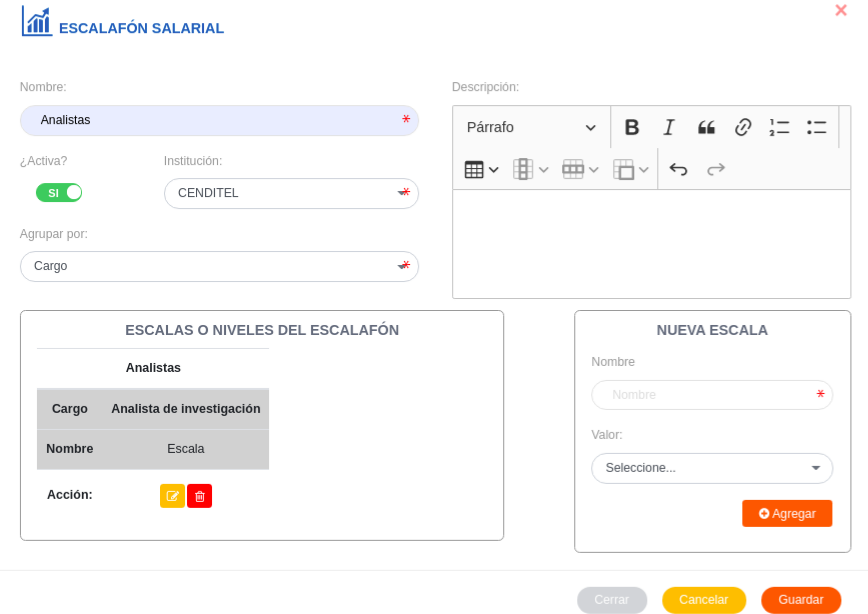 ESCALAFÓN SALARIAL
Nombre:
Analistas
¿Activa?
Institución:
SI
CENDITEL
Agrupar por:
Cargo
Descripción:
Párrafo
ESCALAS O NIVELES DEL ESCALAFÓN
Analistas
Cargo Analista de investigación
Nombre Escala
Acción:
NUEVA ESCALA
Nombre
Nombre
Valor:
Seleccione...
Agregar
Cerrar Cancelar Guardar